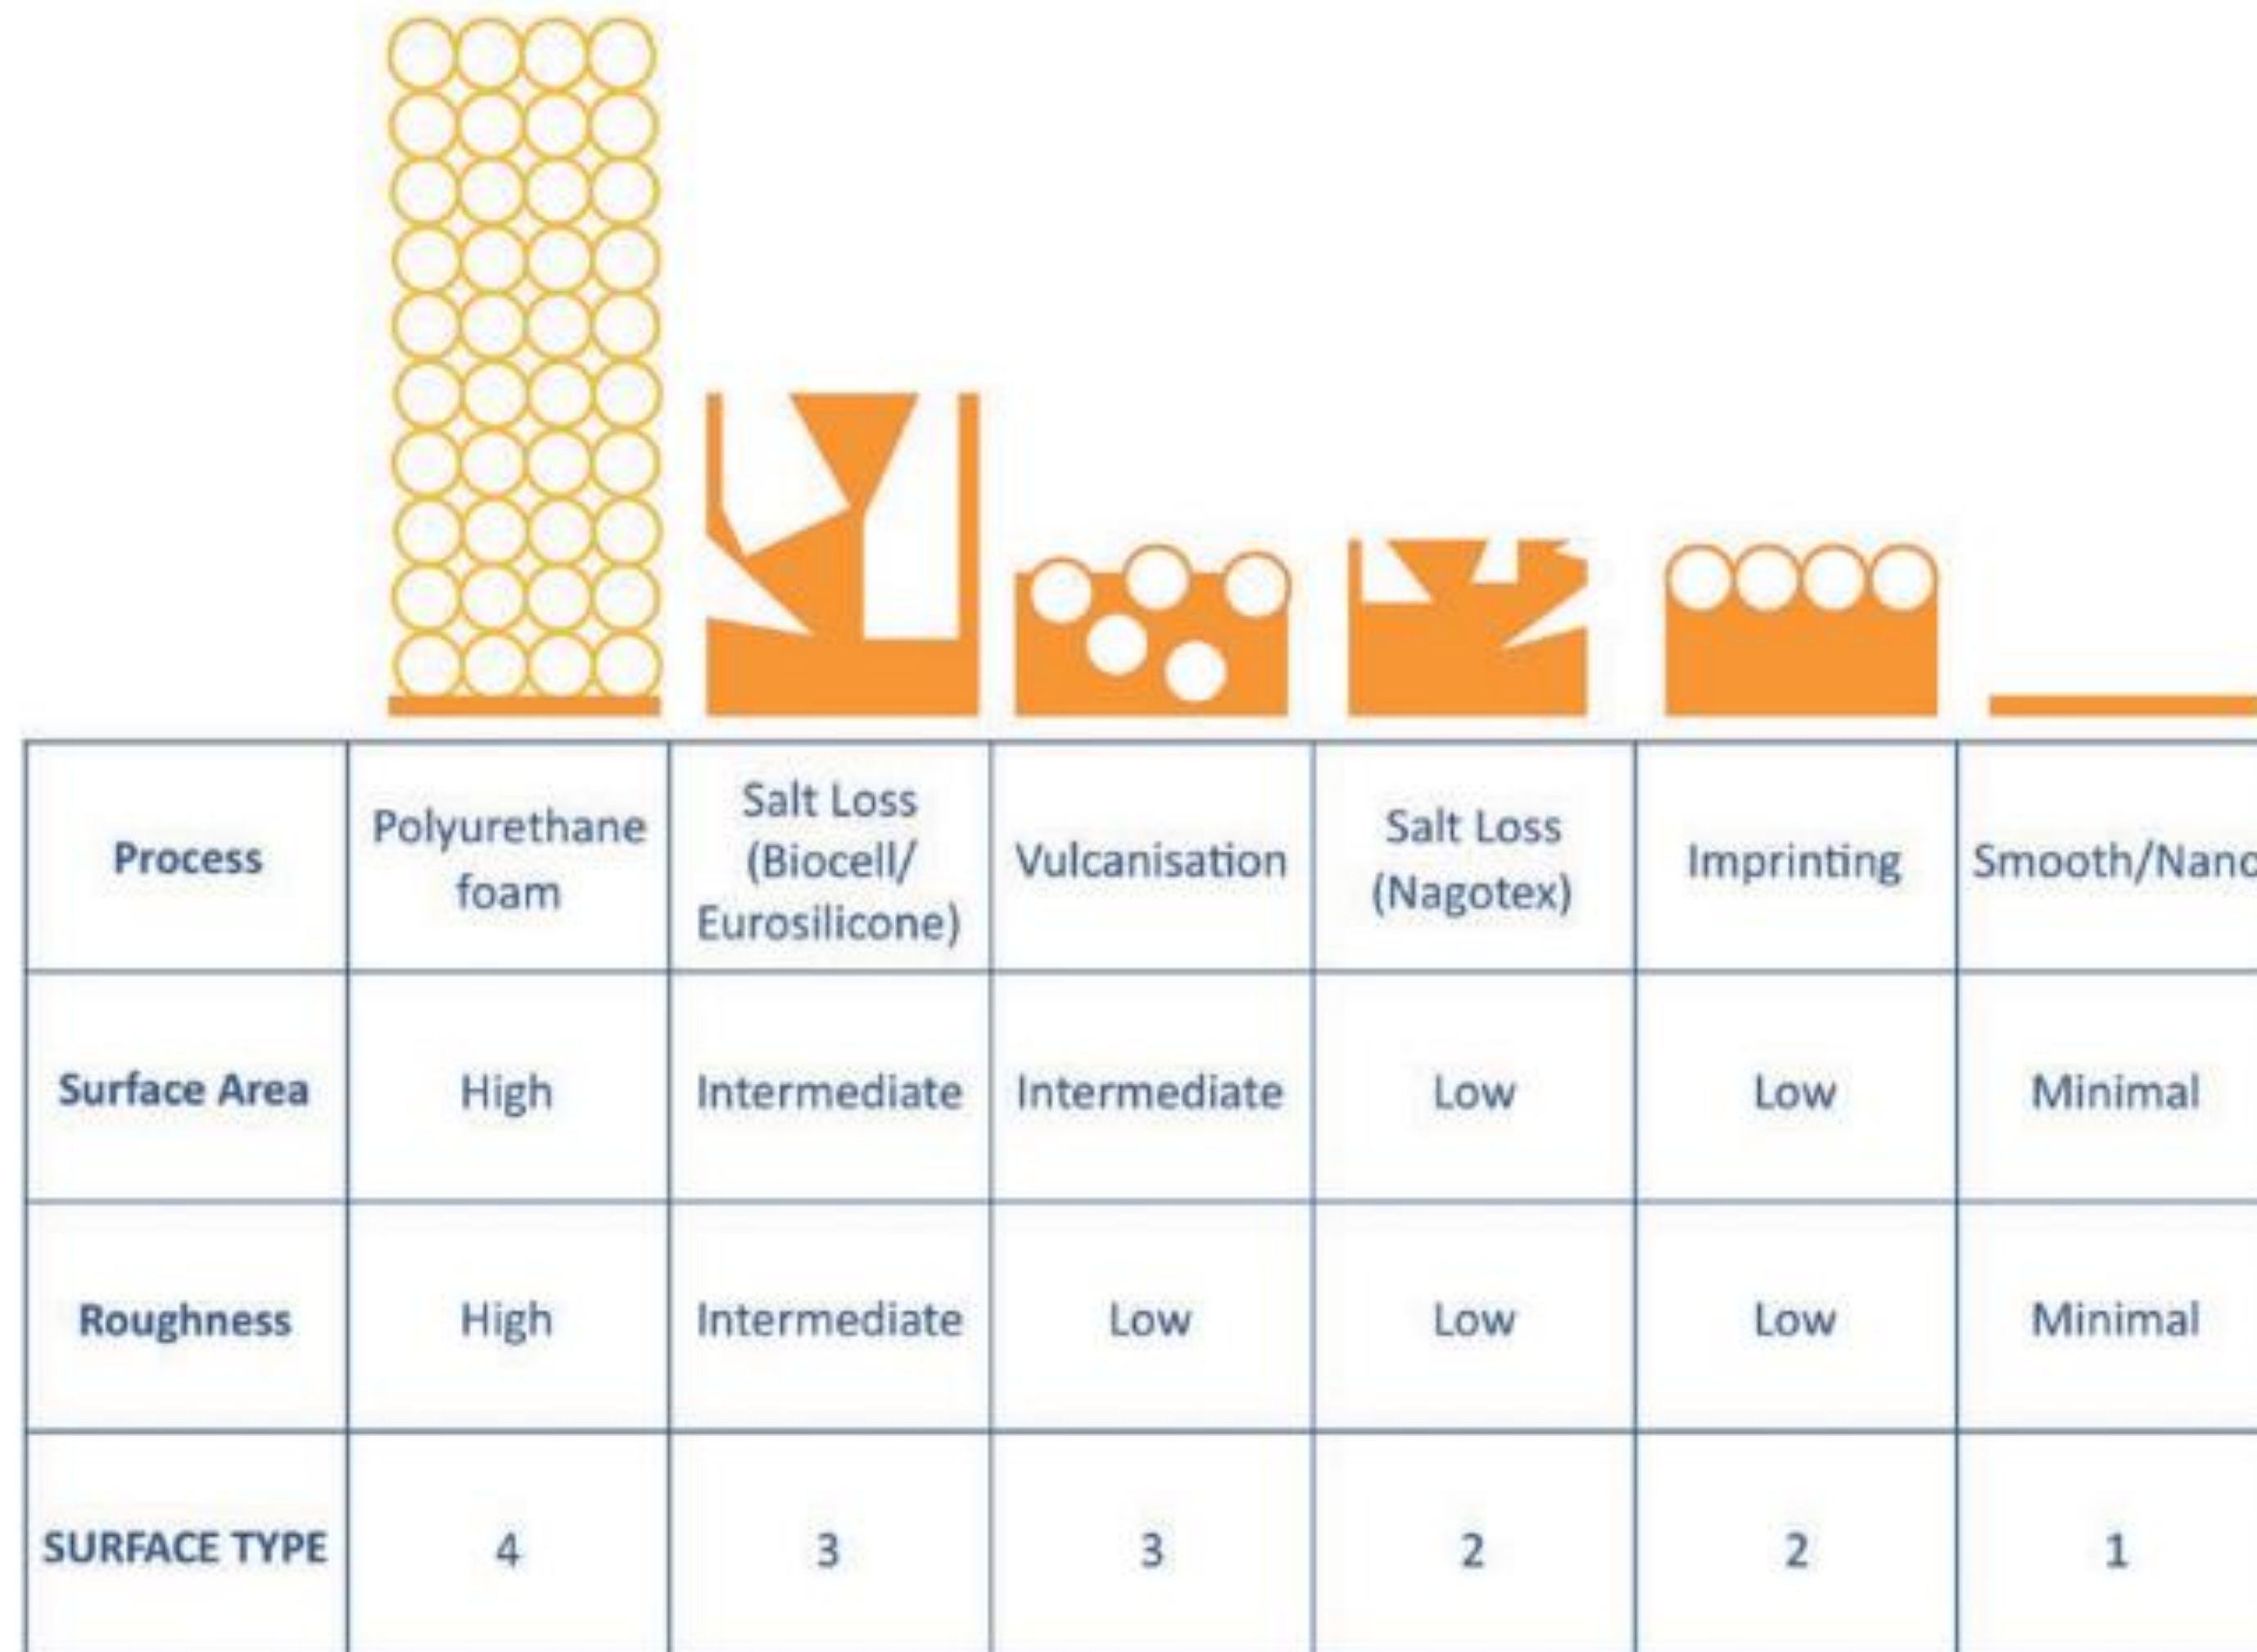 Process
Polyurethane
foam
Salt Loss
(Biocell/
Eurosilicone)
Vulcanisation
Salt Loss
(Nagotex)
Imprinting
Smooth/Nano
Surface Area
High
Intermediate
Intermediate
Low
Low
Minimal
Roughness
High
Intermediate
Low
Low
Low
Minimal
SURFACE TYPE
4
3
3
2
2
1